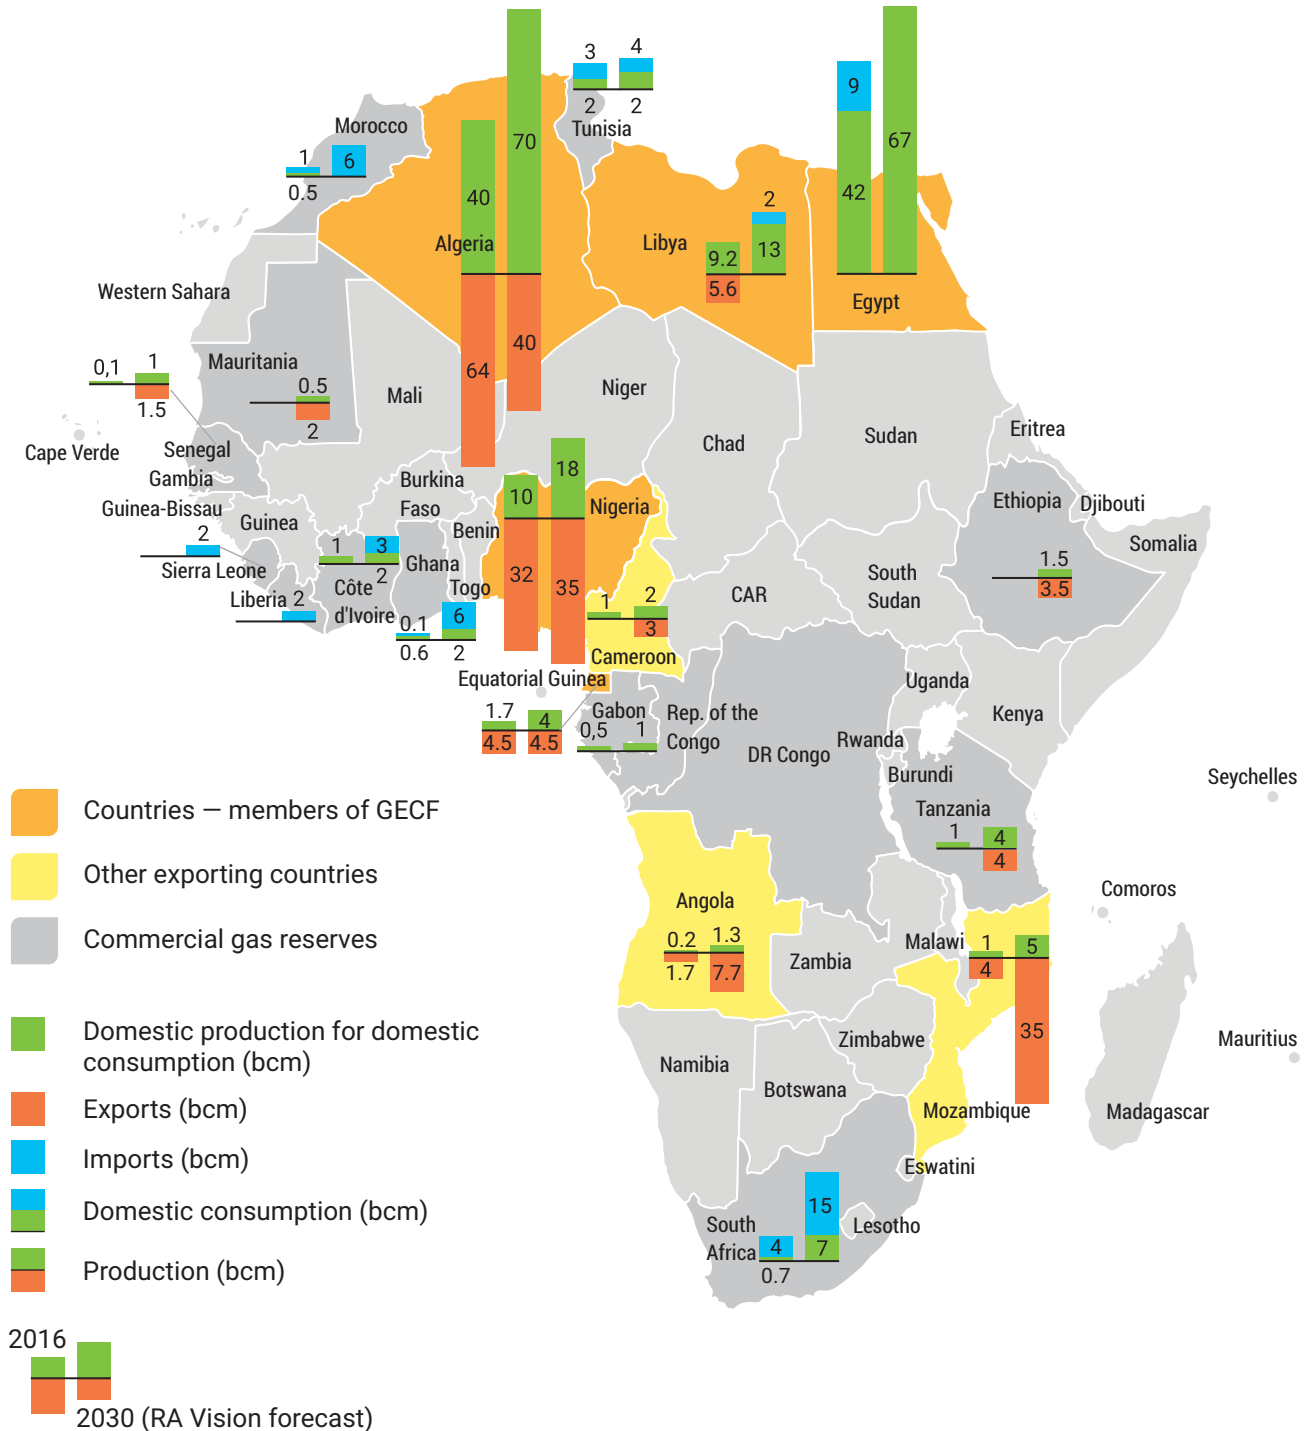 3
4
2
2
Tunisia
Morocco
1
6
0.5
70
40
Algeria
64
40
9
42
67
Egypt
2
Libya
9.2
13
5.6
Western Sahara
Mauritania
0,1
1
1.5
0.5
2
Mali
Niger
Chad
Sudan
Eritrea
Cape Verde
Senegal
Gambia
Guinea-Bissau
2
Guinea
Burkina
Faso
Benin
10
18
Nigeria
32
35
Ethiopia
Djibouti
Somalia
1.5
3.5
Sierra Leone
Liberia
2
1
3
2
Côte
d'Ivoire
Ghana
Togo
0.1
6
0.6
2
1
2
3
Cameroon
CAR
South
Sudan
Equatorial Guinea
1.7
4
4.5
4.5
Gabon
0,5
1
Rep. of the
Congo
DR Congo
Uganda
Kenya
Rwanda
Burundi
Tanzania
1
4
4
Seychelles
Comoros
Angola
0.2
1.3
1.7
7.7
Zambia
Malawi
1
5
4
35
Zimbabwe
Mauritius
Namibia
Botswana
Mozambique
Madagascar
Eswatini
South
Africa
15
4
7
0.7
Lesotho
Countries — members of GECF
Other exporting countries
Commercial gas reserves
Domestic production for domestic
consumption (bcm)
Exports (bcm)
Imports (bcm)
Domestic consumption (bcm)
Production (bcm)
2016
2030 (RA Vision forecast)